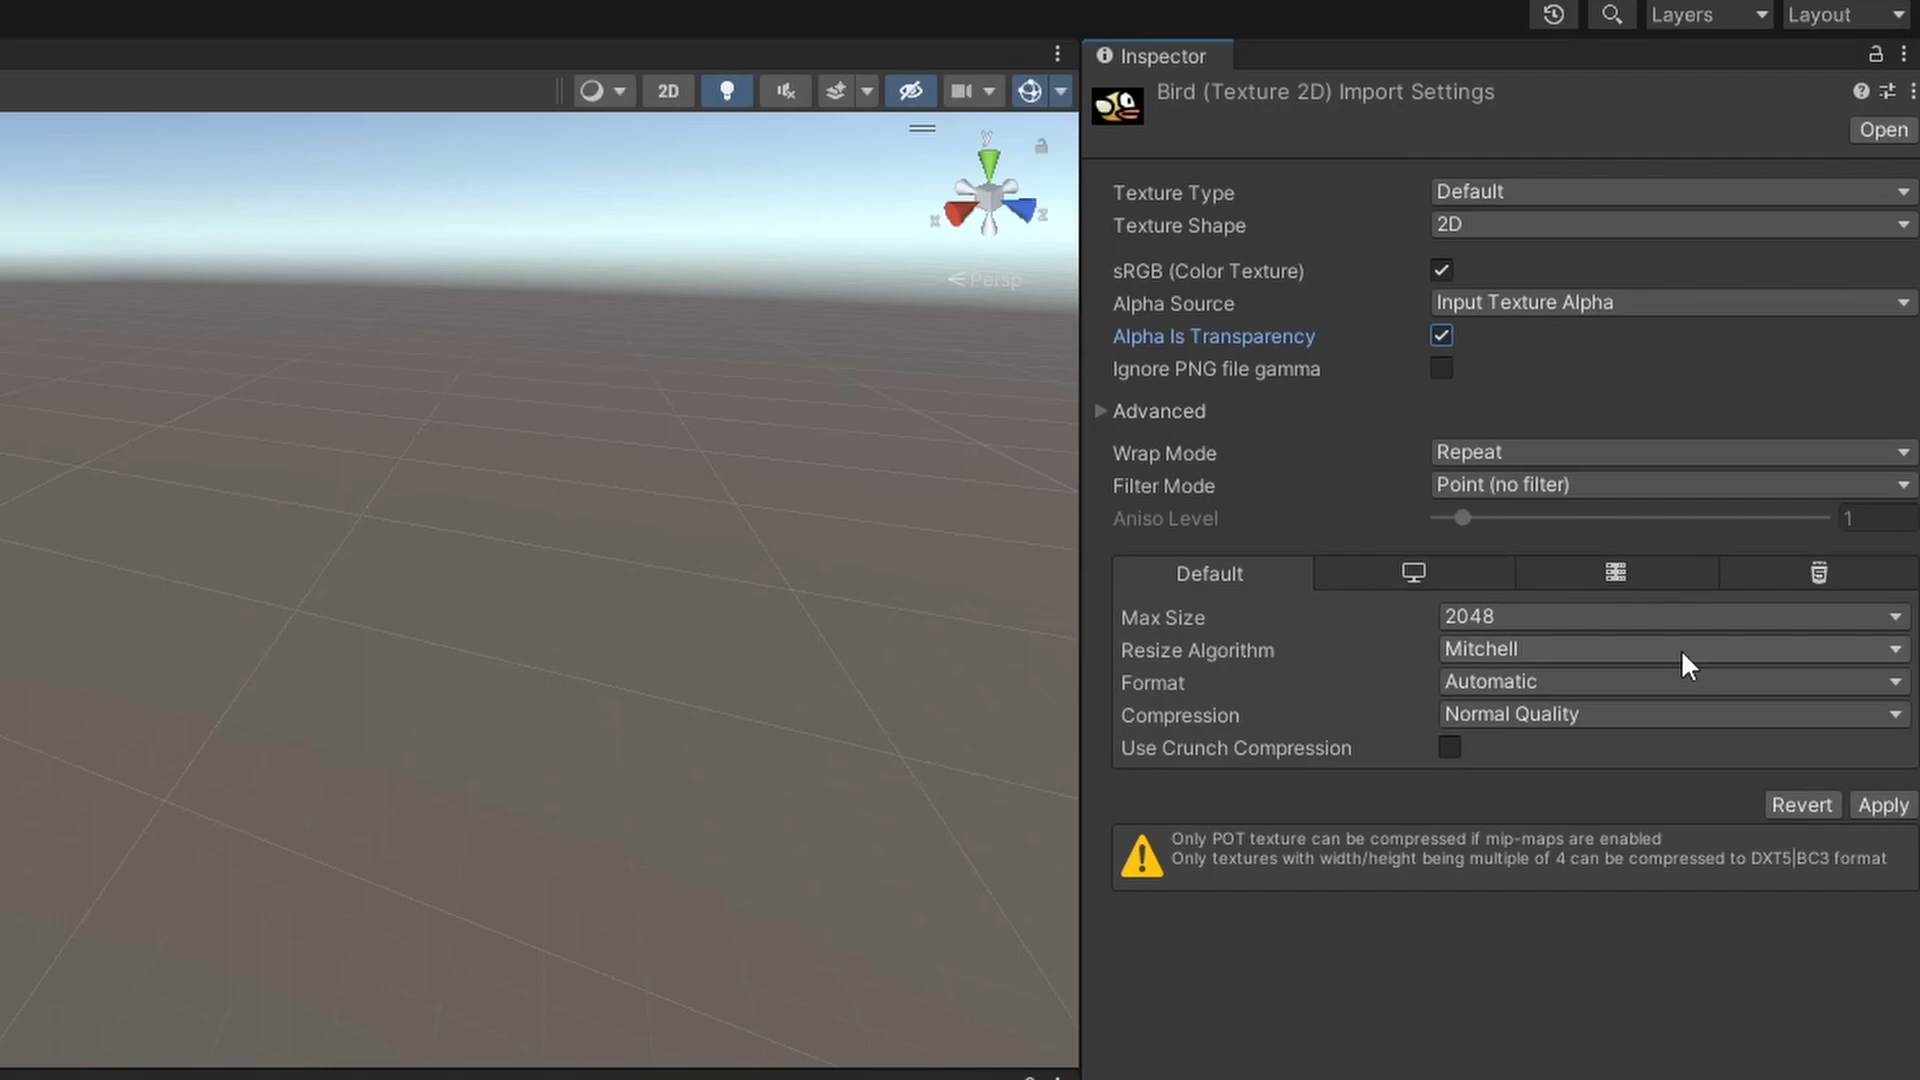 Layers
Layout
Inspector
2D
Bird (Texture 2D) Import Settings
Open
y
x
z
Persp
Texture Type
Default
Texture Shape
2D
sRGB (Color Texture)
Alpha Source
Input Texture Alpha
Alpha Is Transparency
Ignore PNG file gamma
Advanced
Wrap Mode
Repeat
Filter Mode
Point (no filter)
Aniso Level
1
Default
Max Size
2048
Resize Algorithm
Mitchell
Format
Automatic
Compression
Normal Quality
Use Crunch Compression
Revert
Apply
Only POT texture can be compressed if mip-maps are enabled
Only textures with width/height being multiple of 4 can be compressed to DXT5|BC3 format